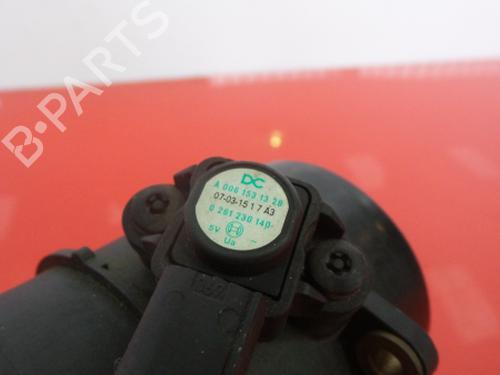 B-PARTS
DC
A 006 153 13 28
07-03-15 1 7 A3
0 261 230 140
5V
Ua